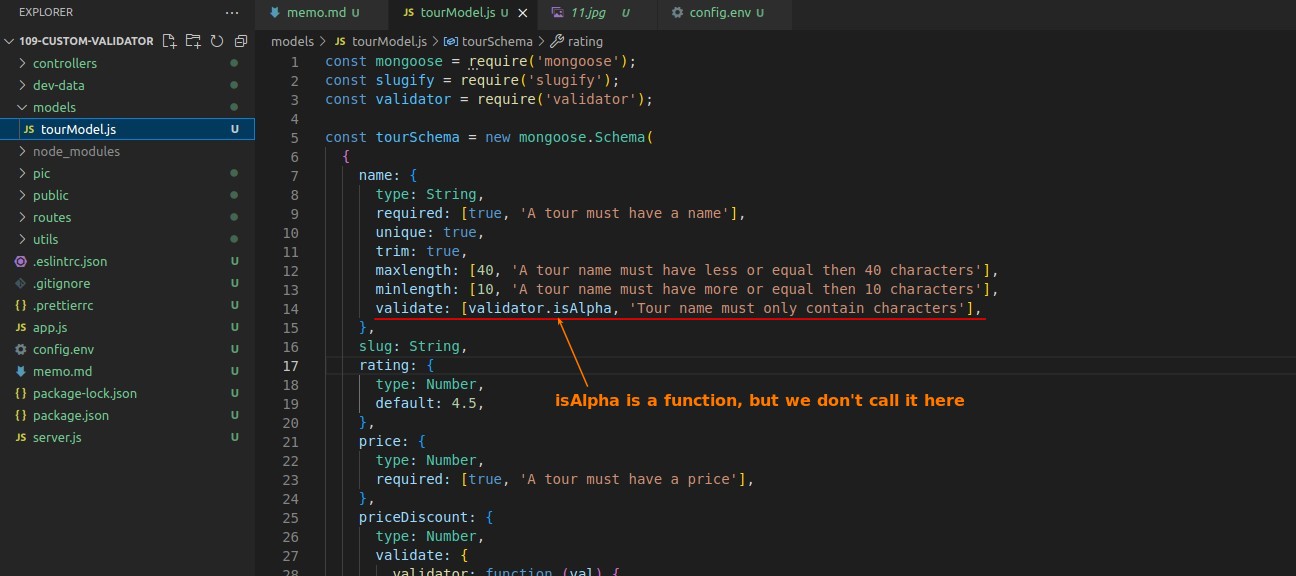 EXPLORER ···
109-CUSTOM-VALIDATOR
controllers
dev-data
models
JS tourModel.js U
node_modules
pic
public
routes
utils
.eslintrc.json U
.gitignore U
{} .prettierrc U
JS app.js U
config.env U
memo.md U
{} package-lock.json U
{} package.json U
JS server.js U
memo.md U JS tourModel.js U 11.jpg U config.env U
models > JS tourModel.js > tourSchema > rating
1 const mongoose = require('mongoose');
2 const slugify = require('slugify');
3 const validator = require('validator');
4
5 const tourSchema = new mongoose.Schema(
6 {
7 name: {
8 type: String,
9 required: [true, 'A tour must have a name'],
10 unique: true,
11 trim: true,
12 maxlength: [40, 'A tour name must have less or equal then 40 characters'],
13 minlength: [10, 'A tour name must have more or equal then 10 characters'],
14 validate: [validator.isAlpha, 'Tour name must only contain characters'],
15 },
16 slug: String,
17 rating: {
18 type: Number,
19 default: 4.5,
isAlpha is a function, but we don't call it here
20 },
21 price: {
22 type: Number,
23 required: [true, 'A tour must have a price'],
24 },
25 priceDiscount: {
26 type: Number,
27 validate: {
28 validator: function (val) {